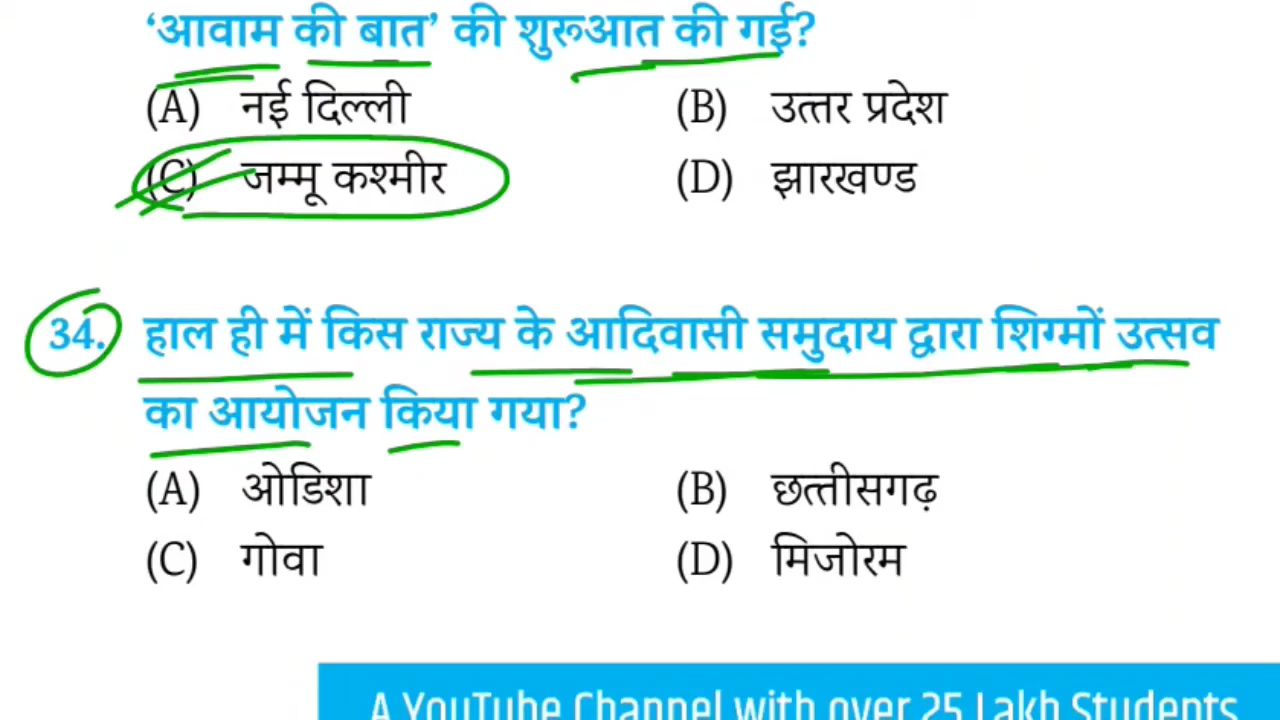 ‘आवाम की बात’ की शुरूआत की गई?
(A) नई दिल्ली (B) उत्तर प्रदेश
(C) जम्मू कश्मीर (D) झारखण्ड
34. हाल ही में किस राज्य के आदिवासी समुदाय द्वारा शिग्मों उत्सव
का आयोजन किया गया?
(A) ओडिशा (B) छत्तीसगढ़
(C) गोवा (D) मिजोरम
A YouTube Channel with over 25 Lakh Students